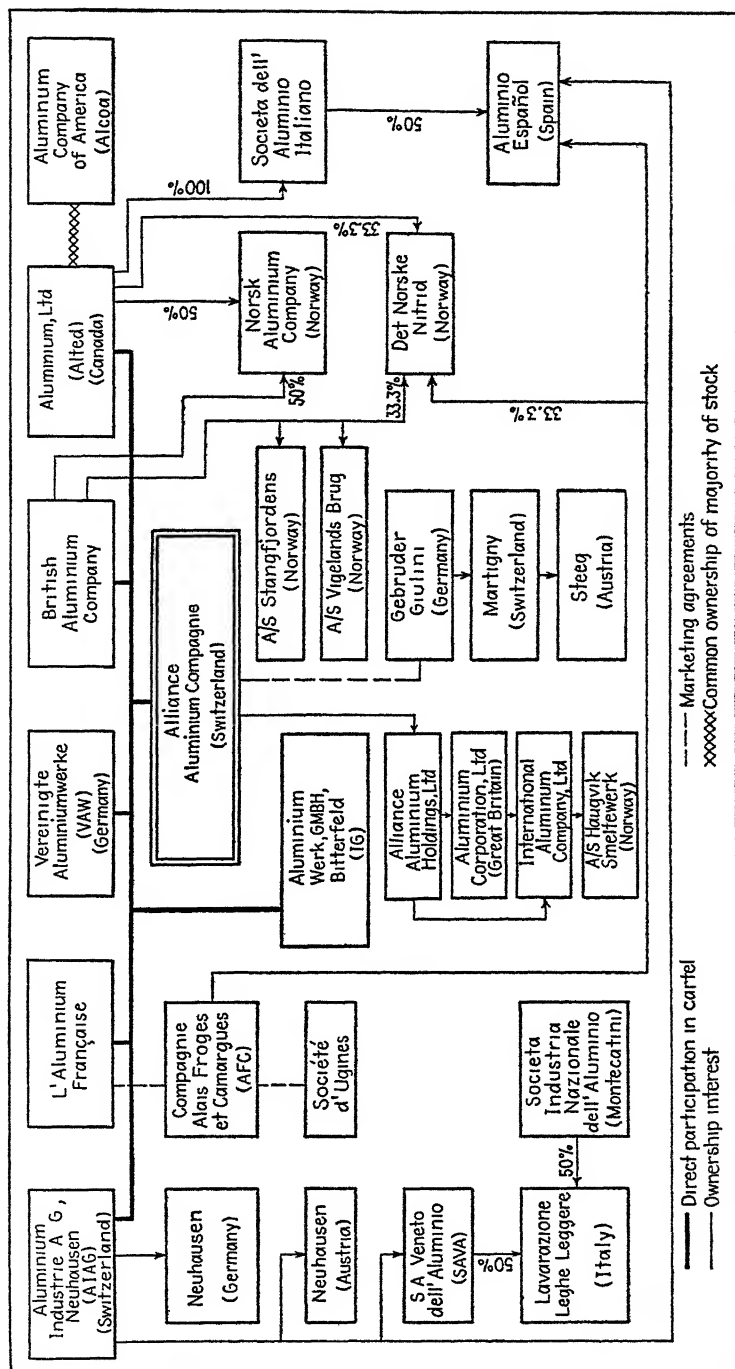 Aluminium
Industrie A G,
Neuhausen
(AIAG)
(Switzerland)
L'Aluminium
Française
Vereinigte
Aluminiumwerke
(VAW)
(Germany)
British
Aluminium
Company
Aluminium, Ltd
(Alted)
(Canada)
Aluminum
Company
of America
(Alcoa)
Alliance
Aluminium Compagnie
(Switzerland)
Neuhausen
(Germany)
Compagnie
Alais Froges
et Camargues
(AFC)
Aluminium
Werk, GMBH,
Bitterfeld
(IG)
A/S Stangfjordens
(Norway)
50%
Norsk
Aluminium
Company
(Norway)
50%
100%
Societa dell'
Aluminio
Italiano
Neuhausen
(Austria)
Société
d'Ugines
A/S Vigelands Brug
(Norway)
33.3%
33.3%
Det Norske
Nitrid
(Norway)
33.3%
50%
S A Veneto
dell'Aluminio
(SAVA)
50%
Alliance
Aluminium
Holdings, Ltd
Aluminium
Corporation, Ltd
(Great Britain)
International
Aluminum
Company, Ltd
A/S Haugvik
Smeltewerk
(Norway)
Gebruder
Giulini
(Germany)
Martigny
(Switzerland)
Steeg
(Austria)
Aluminio
Español
(Spain)
Lavarazione
Leghe Leggere
(Italy)
50%
Societa
Industria
Nazionale
dell'Aluminio
(Montecatini)
Direct participation in cartel
Ownership interest
Marketing agreements
Common ownership of majority of stock